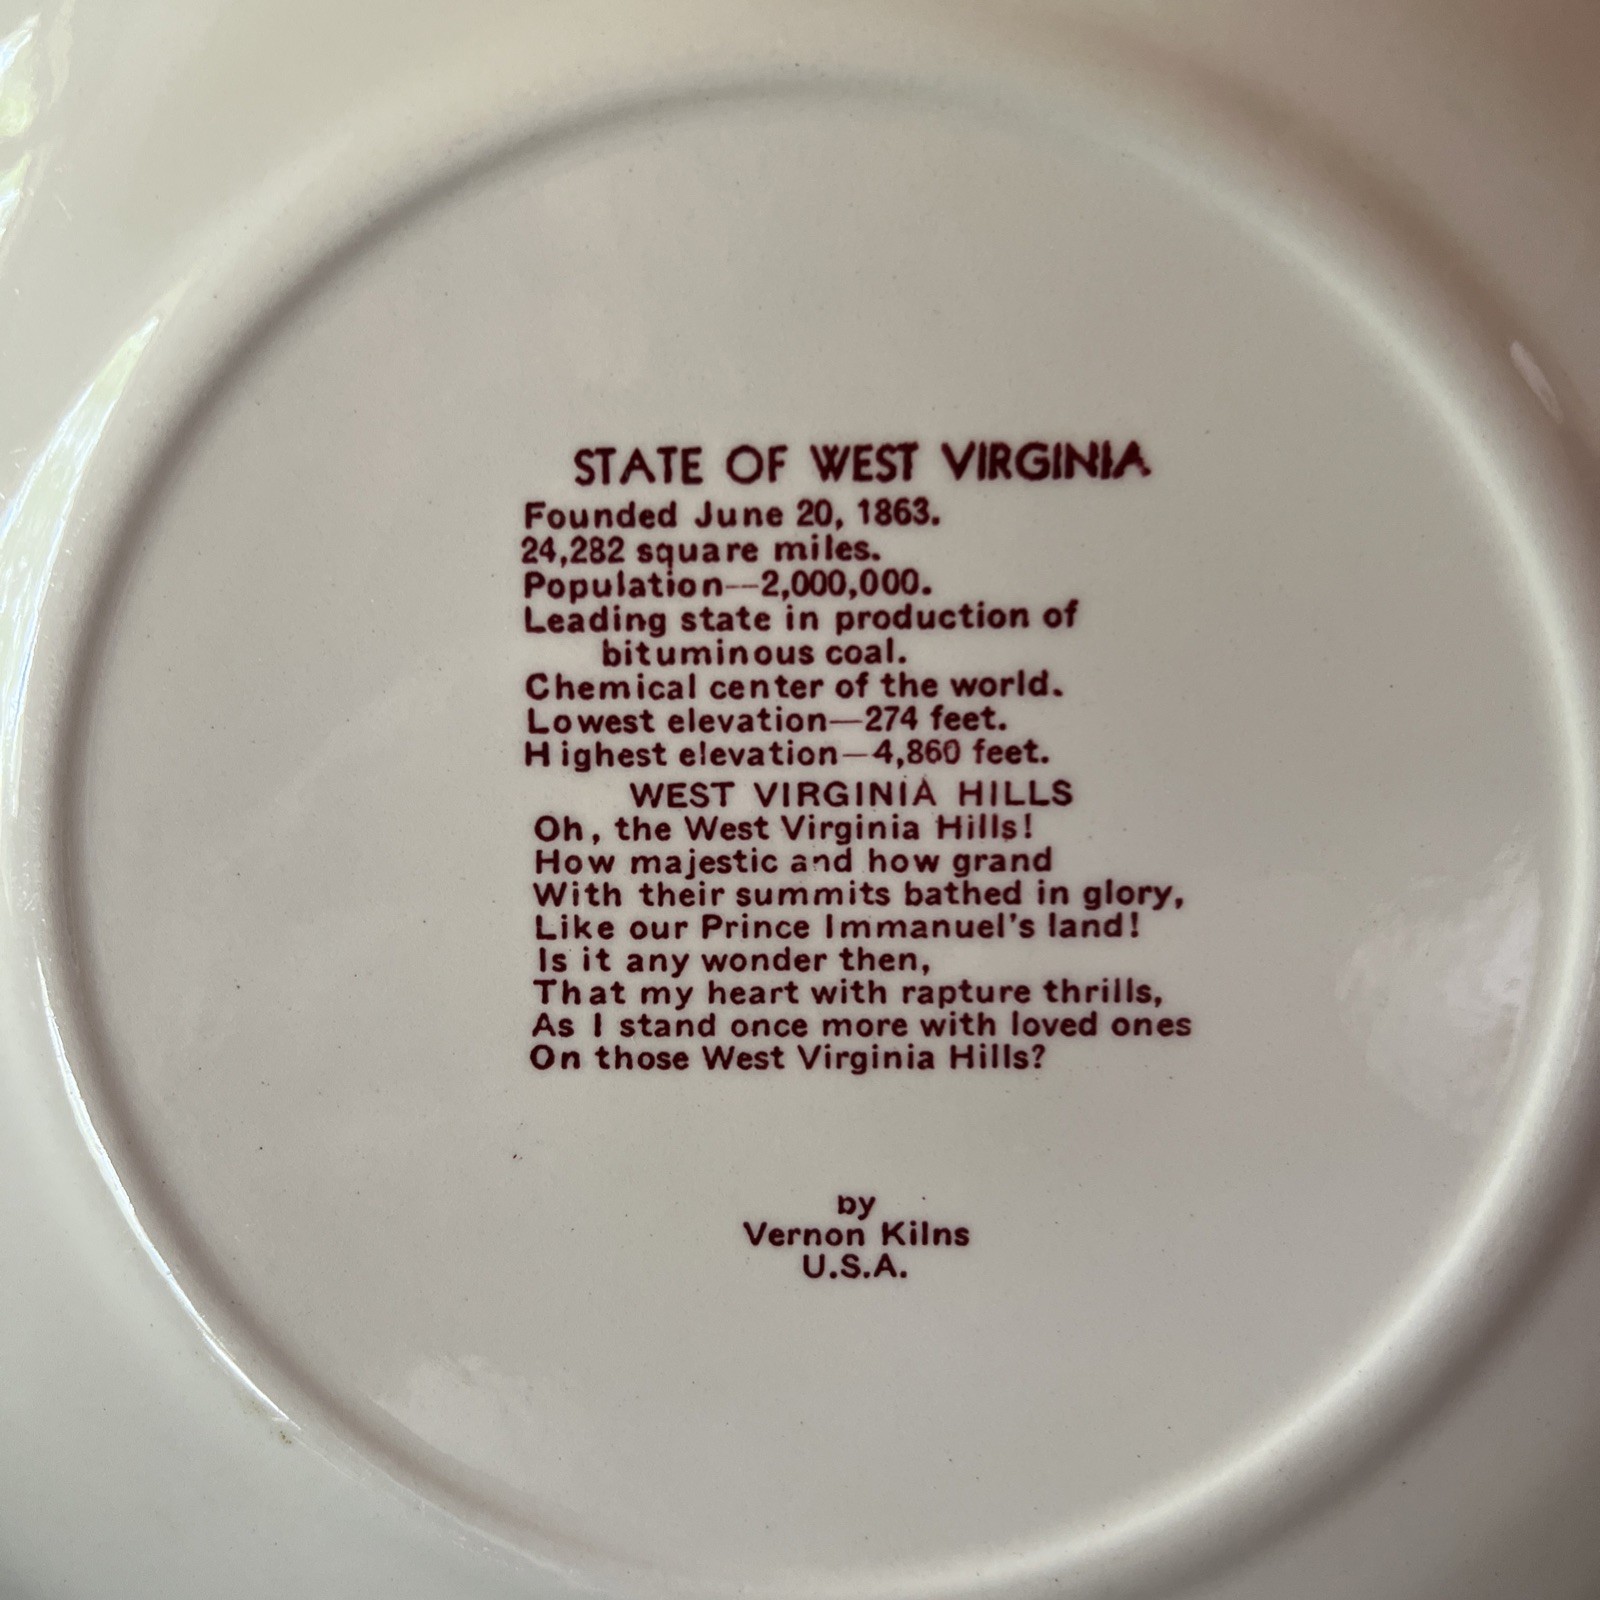 STATE OF WEST VIRGINIA
Founded June 20, 1863.
24,282 square miles.
Population—2,000,000.
Leading state in production of
bituminous coal.
Chemical center of the world.
Lowest elevation—274 feet.
Highest elevation—4,860 feet.
WEST VIRGINIA HILLS
Oh, the West Virginia Hills!
How majestic and how grand
With their summits bathed in glory,
Like our Prince Immanuel's land!
Is it any wonder then,
That my heart with rapture thrills,
As I stand once more with loved ones
On those West Virginia Hills?
by
Vernon Kilns
U.S.A.